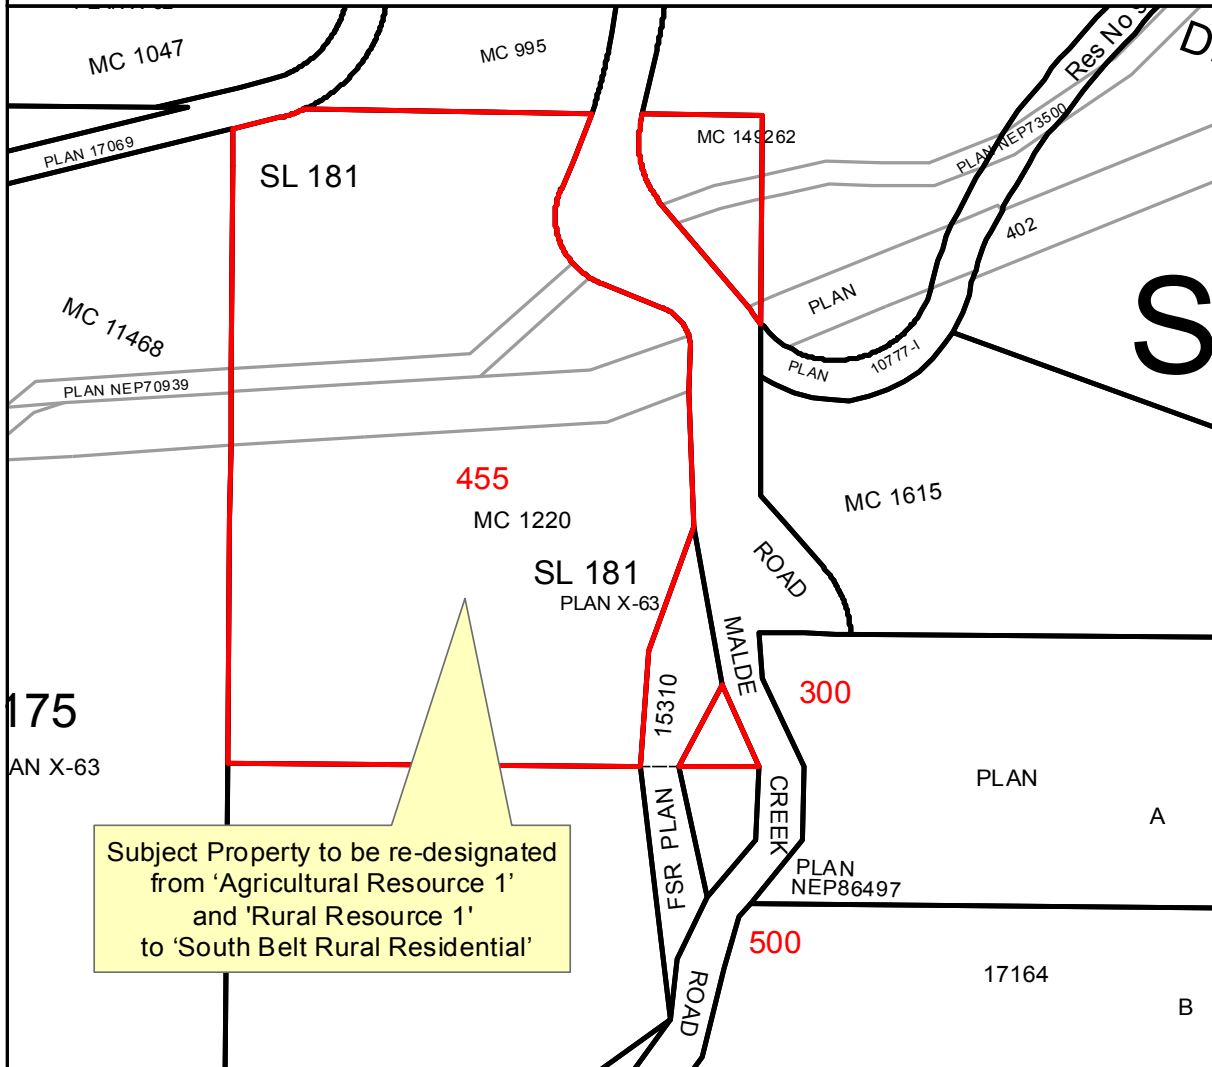 MC 1047
MC 995
Res No
PLAN 17069
MC 149262
PLAN NEP73500
SL 181
402
PLAN
S
MC 11468
PLAN
10777-I
PLAN NEP70939
455
MC 1220
MC 1615
SL 181
PLAN X-63
ROAD
MALDE
300
15310
175
AN X-63
PLAN
CREEK
A
FSR PLAN
PLAN
NEP86497
Subject Property to be re-designated
from ‘Agricultural Resource 1’
and 'Rural Resource 1'
to ‘South Belt Rural Residential’
500
17164
ROAD
B